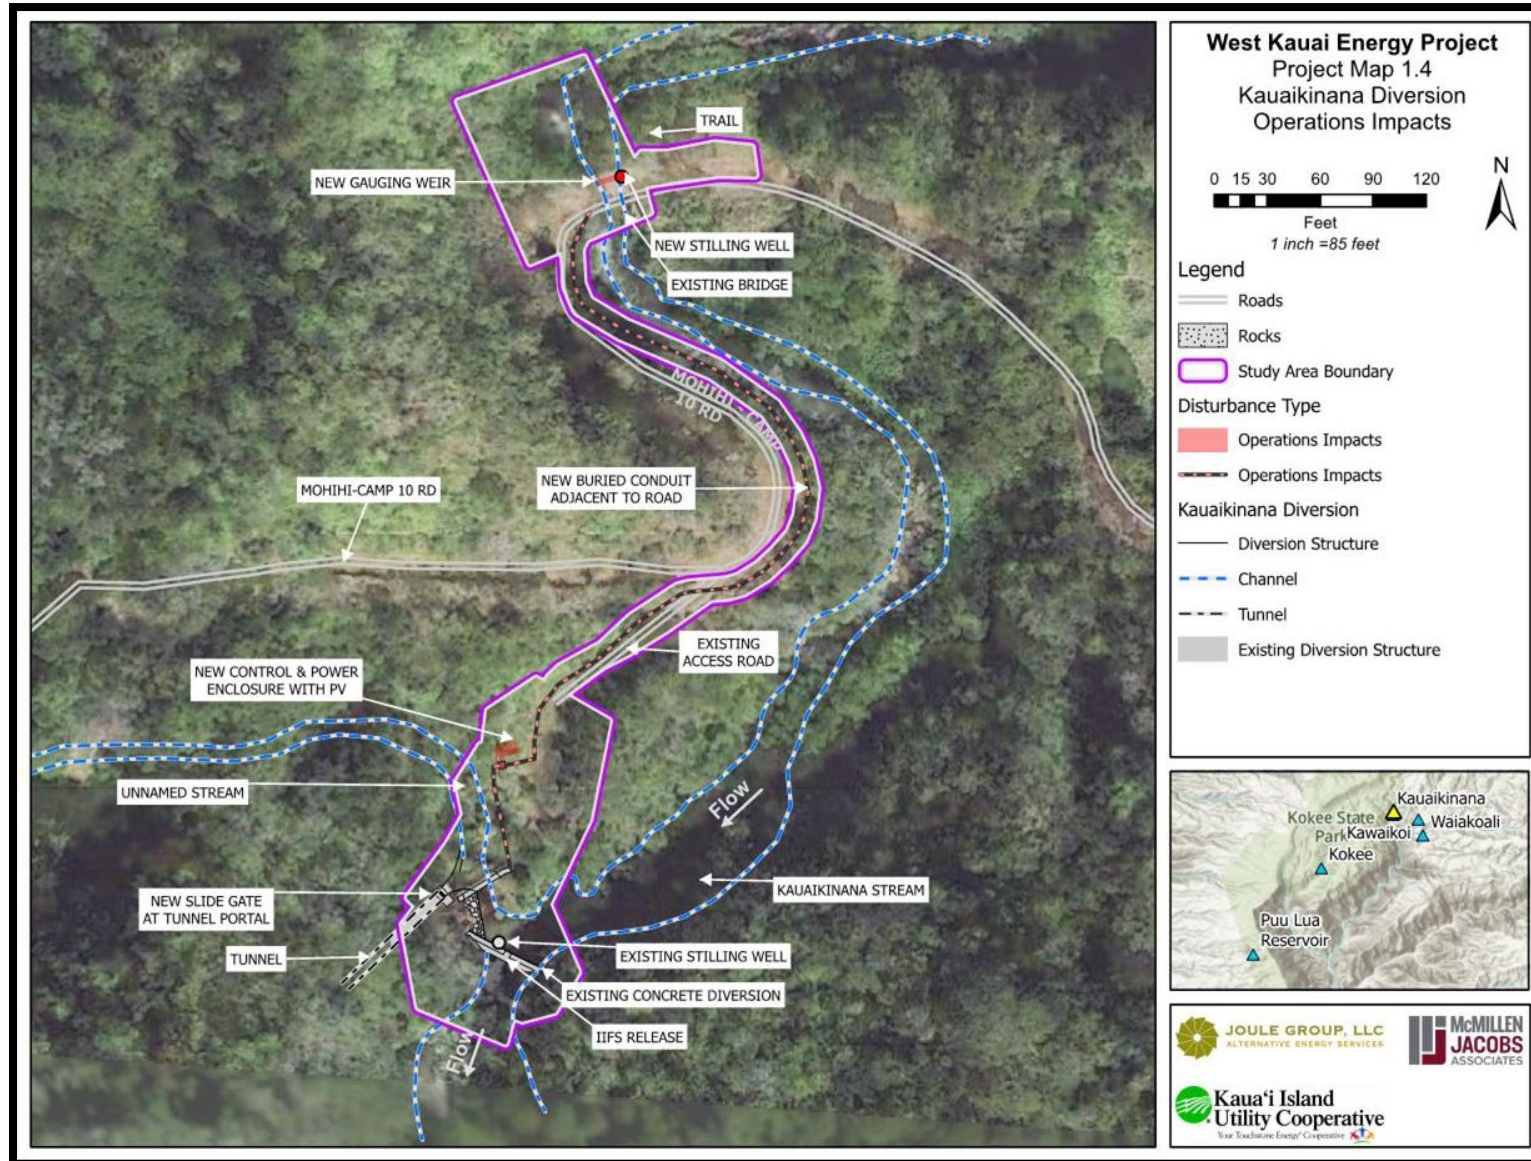 West Kauai Energy Project
Project Map 1.4
Kauaikinana Diversion
Operations Impacts
N
0 15 30 60 90 120
Feet
1 inch =85 feet
Legend
Roads
Rocks
Study Area Boundary
Disturbance Type
Operations Impacts
Operations Impacts
Kauaikinana Diversion
Diversion Structure
Channel
Tunnel
Existing Diversion Structure
TRAIL
NEW GAUGING WEIR
NEW STILLING WELL
EXISTING BRIDGE
MOHIHI - CAMP
10 RD
NEW BURIED CONDUIT
ADJACENT TO ROAD
MOHIHI-CAMP 10 RD
EXISTING
ACCESS ROAD
NEW CONTROL & POWER
ENCLOSURE WITH PV
UNNAMED STREAM
Flow
KAUAIKINANA STREAM
NEW SLIDE GATE
AT TUNNEL PORTAL
TUNNEL
EXISTING STILLING WELL
EXISTING CONCRETE DIVERSION
IIFS RELEASE
Flow
Kauaikinana
Kokee State
Park
Waiakoali
Kawaikoi
Kokee
Puu Lua
Reservoir
JOULE GROUP, LLC
ALTERNATIVE ENERGY SERVICES
McMILLEN
JACOBS
ASSOCIATES
Kauaʻi Island
Utility Cooperative
Your Touchstone Energy® Cooperative